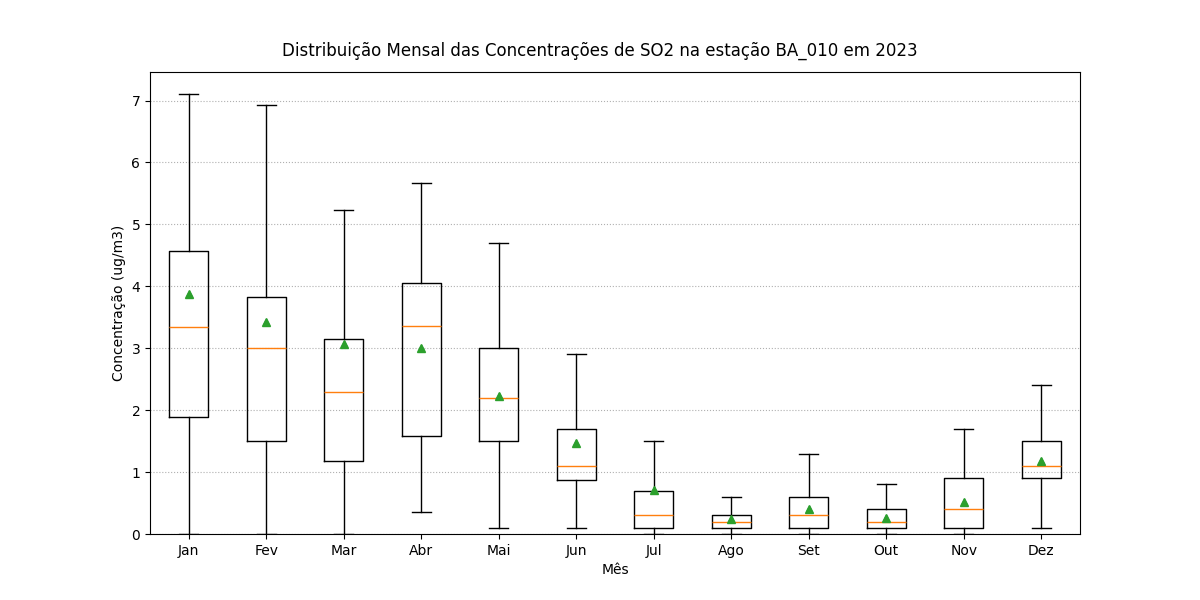 Distribuição Mensal das Concentrações de SO2 na estação BA_010 em 2023
Concentração (ug/m3)
7
6
5
4
3
2
1
0
Jan Fev Mar Abr Mai Jun Jul Ago Set Out Nov Dez
Mês